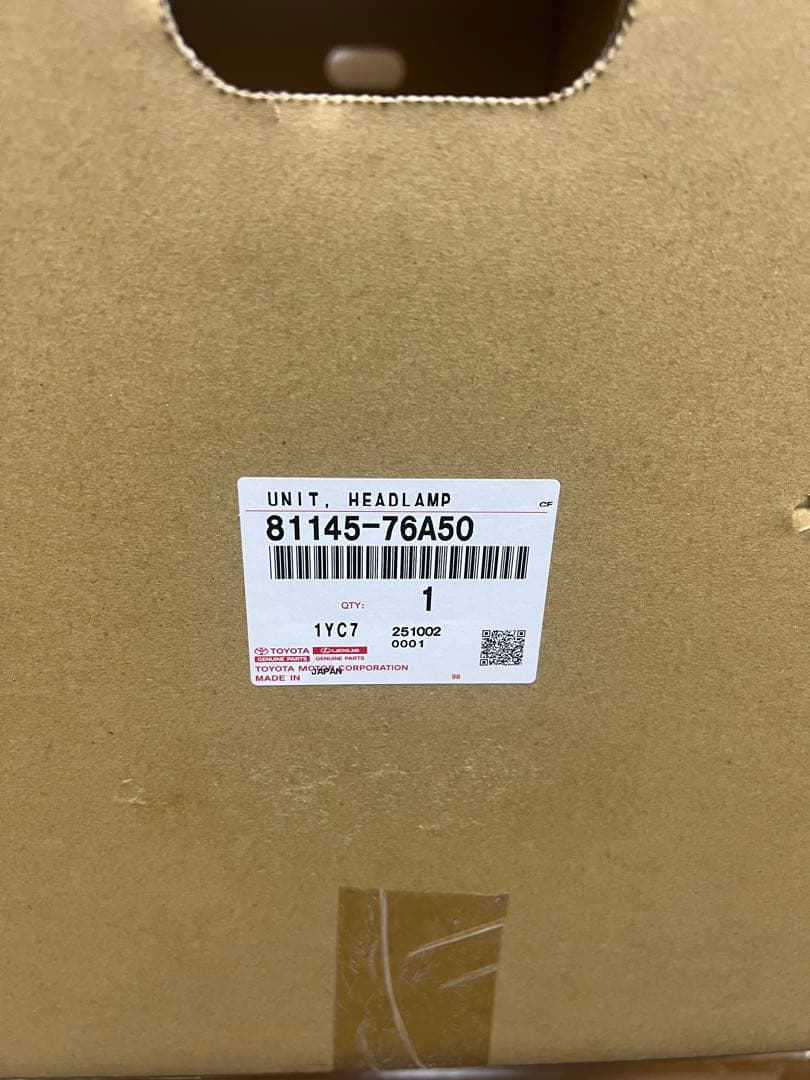 UNIT, HEADLAMP
CF
81145-76A50
QTY: 1
1YC7 251002
0001
TOYOTA LEXUS
GENUINE PARTS GENUINE PARTS
TOYOTA MOTOR CORPORATION
MADE IN JAPAN 98